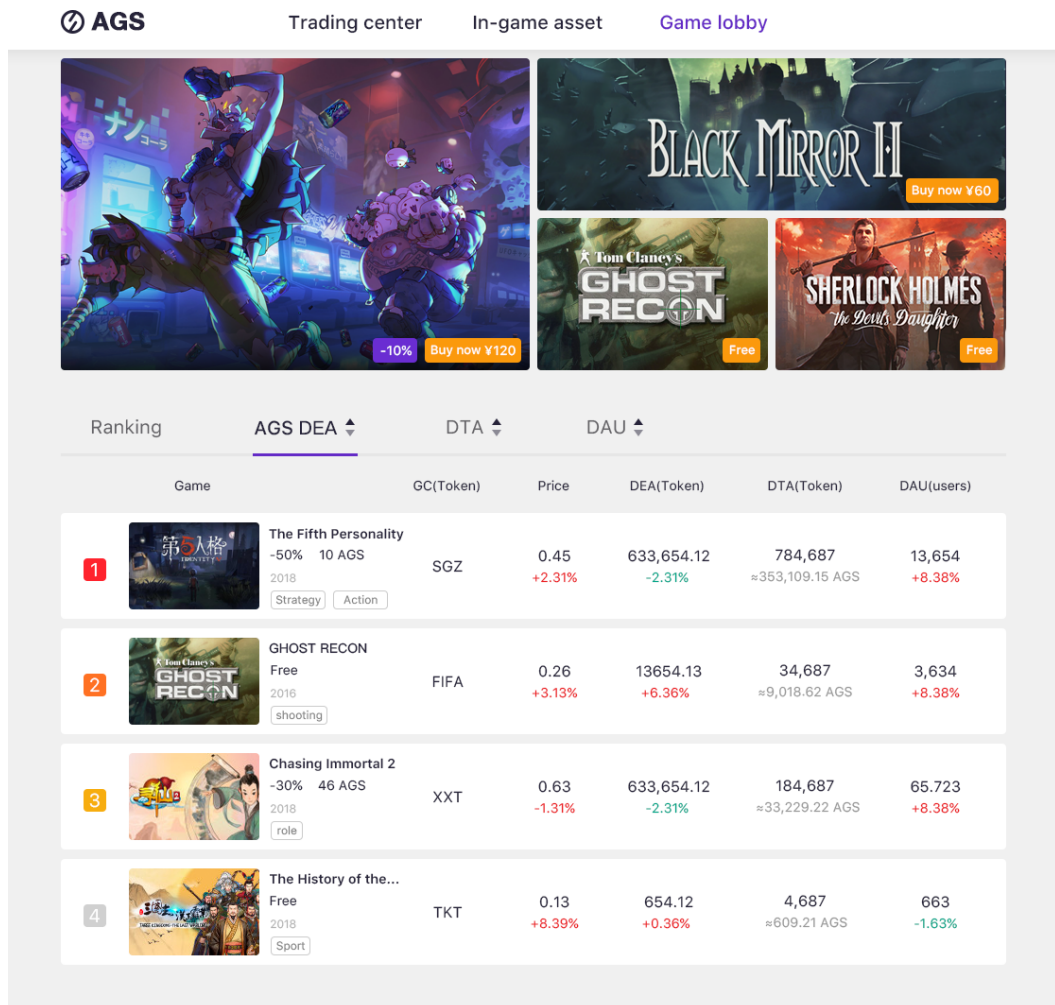 AGS
Trading center
In-game asset
Game lobby
ナノ
コーラ
-10%
Buy now ¥120
BLACK MIRROR II
Buy now ¥60
Tom Clancy's
GHOST
RECON
Free
SHERLOCK HOLMES
the Devil's Daughter
Free
Ranking
AGS DEA
DTA
DAU
Game
GC(Token)
Price
DEA(Token)
DTA(Token)
DAU(users)
1
第5人格
IDENTITY
The Fifth Personality
-50% 10 AGS
2018
Strategy
Action
SGZ
0.45
+2.31%
633,654.12
-2.31%
784,687
≈353,109.15 AGS
13,654
+8.38%
2
Tom Clancy's
GHOST
RECON
GHOST RECON
Free
2016
shooting
FIFA
0.26
+3.13%
13654.13
+6.36%
34,687
≈9,018.62 AGS
3,634
+8.38%
3
寻仙
Chasing Immortal 2
-30% 46 AGS
2018
role
XXT
0.63
-1.31%
633,654.12
-2.31%
184,687
≈33,229.22 AGS
65.723
+8.38%
4
The History of the...
Free
2018
Sport
TKT
0.13
+8.39%
654.12
+0.36%
4,687
≈609.21 AGS
663
-1.63%